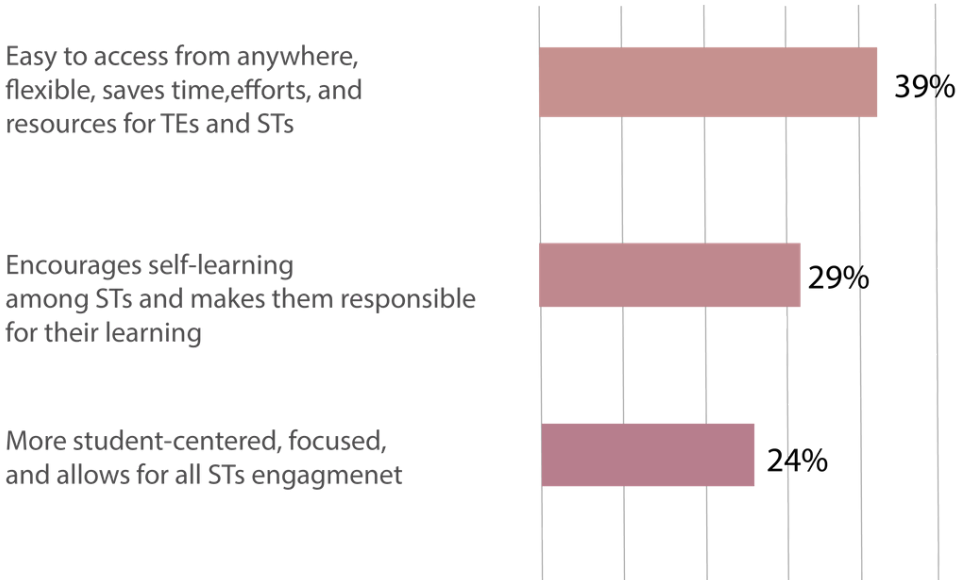 Easy to access from anywhere,
flexible, saves time,efforts, and
resources for TEs and STs
39%
Encourages self-learning
among STs and makes them responsible
for their learning
29%
More student-centered, focused,
and allows for all STs engagmenet
24%